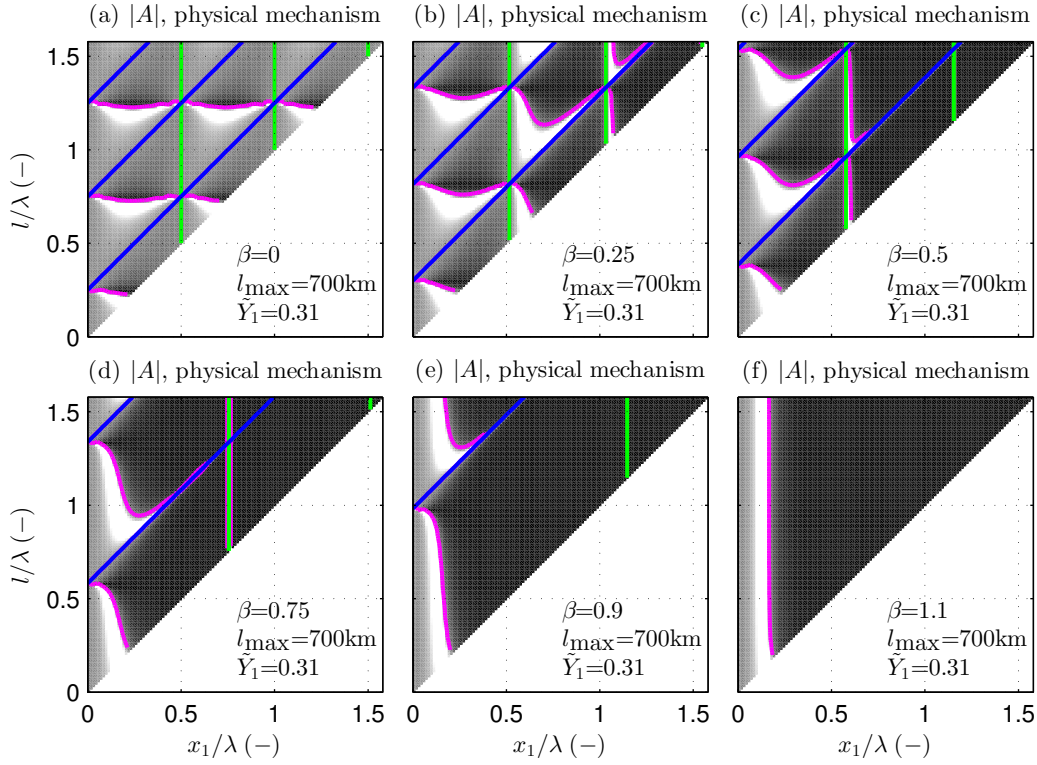 (a) |A|, physical mechanism
(b) |A|, physical mechanism
(c) |A|, physical mechanism
l/λ (−)
1.5
1
0.5
0
β=0
l_max=700km
Ỹ₁=0.31
β=0.25
l_max=700km
Ỹ₁=0.31
β=0.5
l_max=700km
Ỹ₁=0.31
(d) |A|, physical mechanism
(e) |A|, physical mechanism
(f) |A|, physical mechanism
l/λ (−)
1.5
1
0.5
0
β=0.75
l_max=700km
Ỹ₁=0.31
β=0.9
l_max=700km
Ỹ₁=0.31
β=1.1
l_max=700km
Ỹ₁=0.31
0 0.5 1 1.5
0 0.5 1 1.5
0 0.5 1 1.5
x₁/λ (−)
x₁/λ (−)
x₁/λ (−)